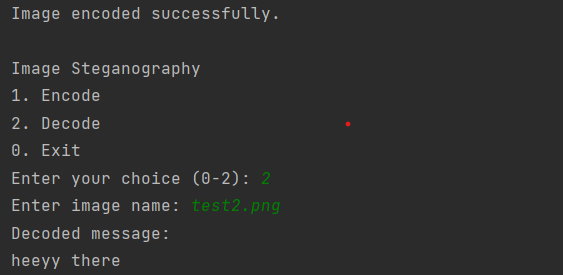 Image encoded successfully.
Image Steganography
1. Encode
2. Decode
0. Exit
Enter your choice (0-2): 2
Enter image name: test2.png
Decoded message:
heeyy there